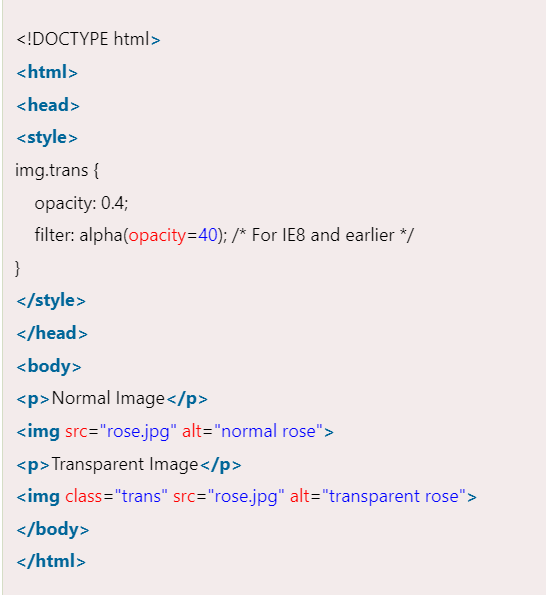 <!DOCTYPE html>
<html>
<head>
<style>
img.trans {
    opacity: 0.4;
    filter: alpha(opacity=40); /* For IE8 and earlier */
}
</style>
</head>
<body>
<p>Normal Image</p>
<img src="rose.jpg" alt="normal rose">
<p>Transparent Image</p>
<img class="trans" src="rose.jpg" alt="transparent rose">
</body>
</html>